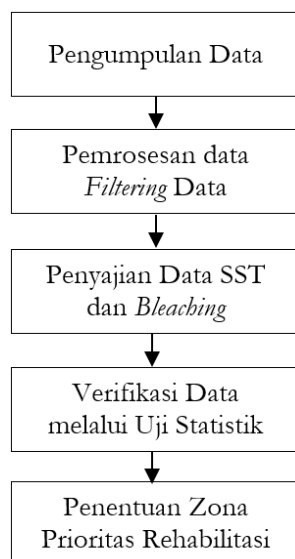 Pengumpulan Data
Pemrosesan data
Filtering Data
Penyajian Data SST
dan Bleaching
Verifikasi Data
melalui Uji Statistik
Penentuan Zona
Prioritas Rehabilitasi